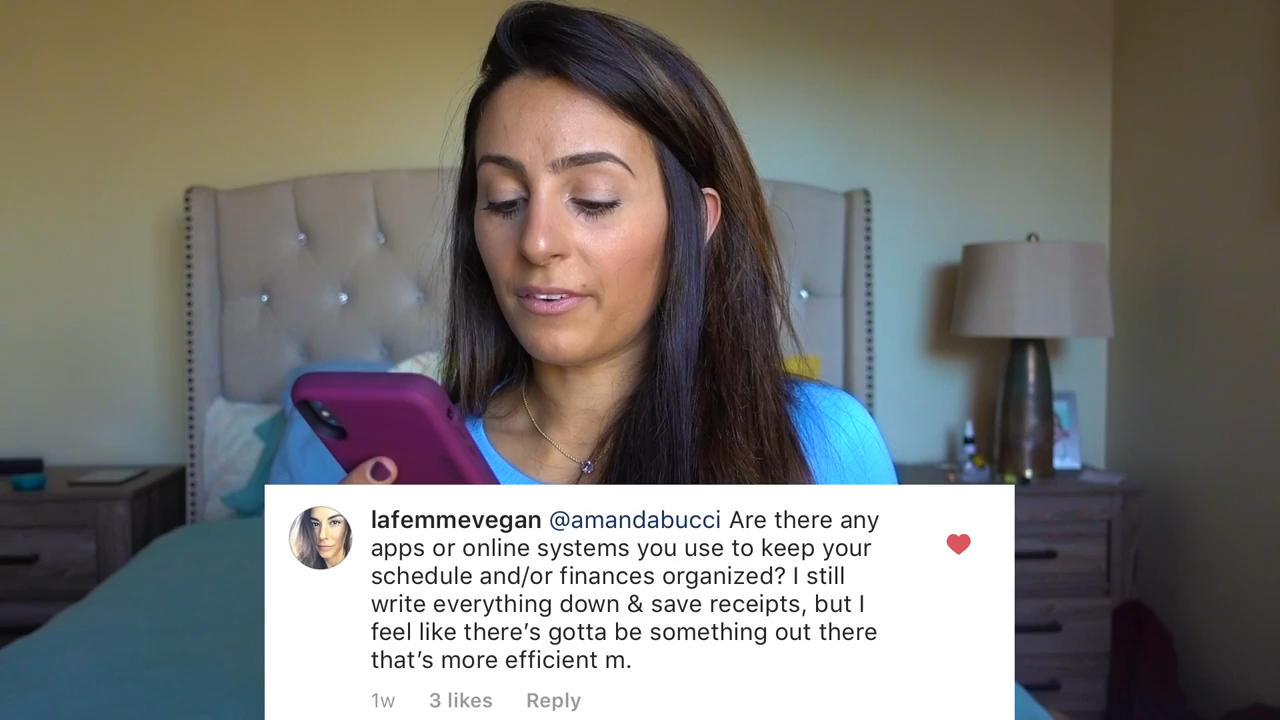 lafemmevegan @amandabucci Are there any
apps or online systems you use to keep your
schedule and/or finances organized? I still
write everything down & save receipts, but I
feel like there’s gotta be something out there
that’s more efficient m.
1w 3 likes Reply